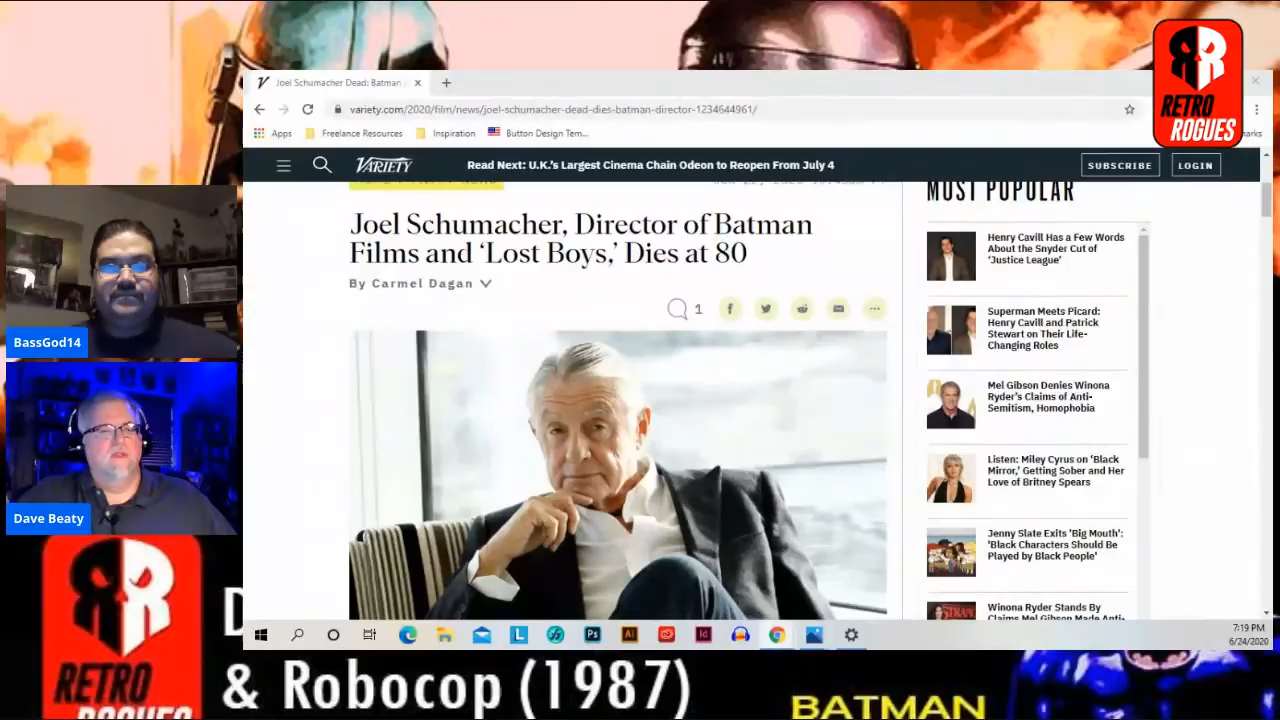 Joel Schumacher Dead: Batman
variety.com/2020/film/news/joel-schumacher-dead-dies-batman-director-1234644961/
Apps
Freelance Resources
Inspiration
Button Design Tem...
RETRO
ROGUES
VARIETY
Read Next: U.K.'s Largest Cinema Chain Odeon to Reopen From July 4
SUBSCRIBE
LOGIN
Joel Schumacher, Director of Batman
Films and ‘Lost Boys,’ Dies at 80
By Carmel Dagan
1
MOST POPULAR
Henry Cavill Has a Few Words
About the Snyder Cut of
‘Justice League’
Superman Meets Picard:
Henry Cavill and Patrick
Stewart on Their Life-
Changing Roles
Mel Gibson Denies Winona
Ryder's Claims of Anti-
Semitism, Homophobia
Listen: Miley Cyrus on ‘Black
Mirror,’ Getting Sober and Her
Love of Britney Spears
Jenny Slate Exits 'Big Mouth':
'Black Characters Should Be
Played by Black People'
Winona Ryder Stands By
Claims Mel Gibson Made Anti-
BassGod14
Dave Beaty
7:19 PM
6/24/2020
RETRO
ROGUES
& Robocop (1987)
BATMAN